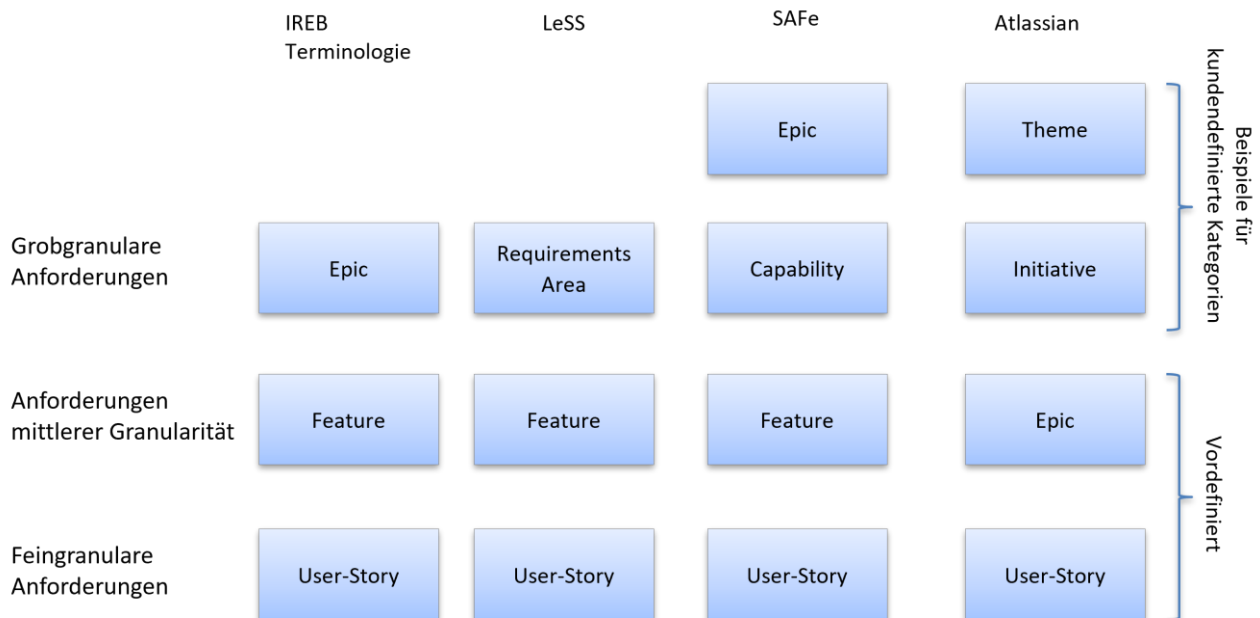 IREB
Terminologie
LeSS
SAFe
Atlassian
Epic
Theme
Grobgranulare
Anforderungen
Epic
Requirements
Area
Capability
Initiative
Beispiele für
kundendefinierte Kategorien
Anforderungen
mittlerer Granularität
Feature
Feature
Feature
Epic
Vordefiniert
Feingranulare
Anforderungen
User-Story
User-Story
User-Story
User-Story